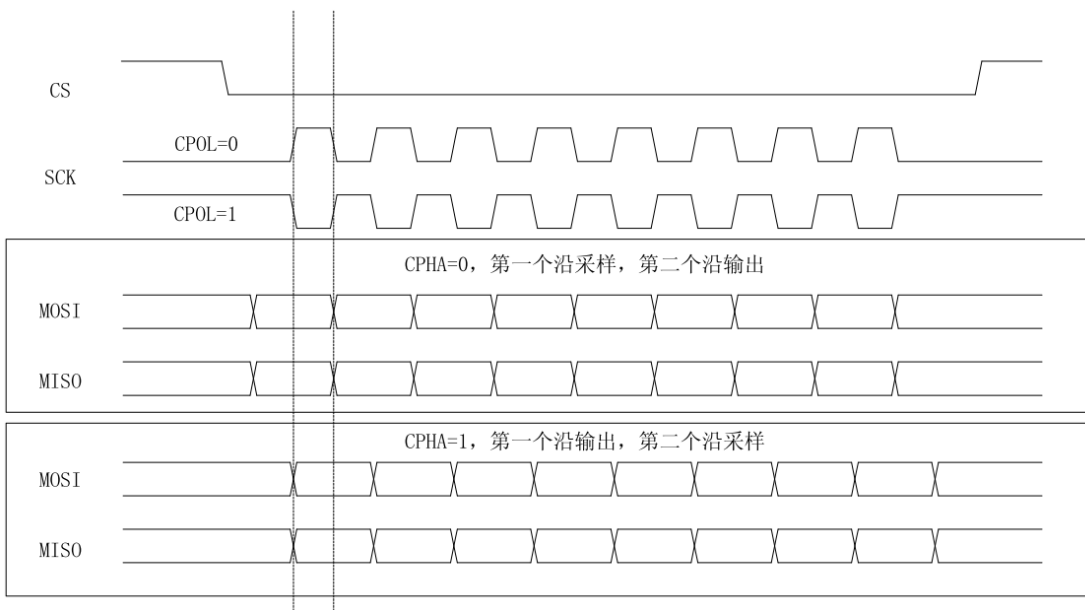 CS
CPOL=0
SCK
CPOL=1
CPHA=0, 第一个沿采样, 第二个沿输出
MOSI
MISO
CPHA=1, 第一个沿输出, 第二个沿采样
MOSI
MISO